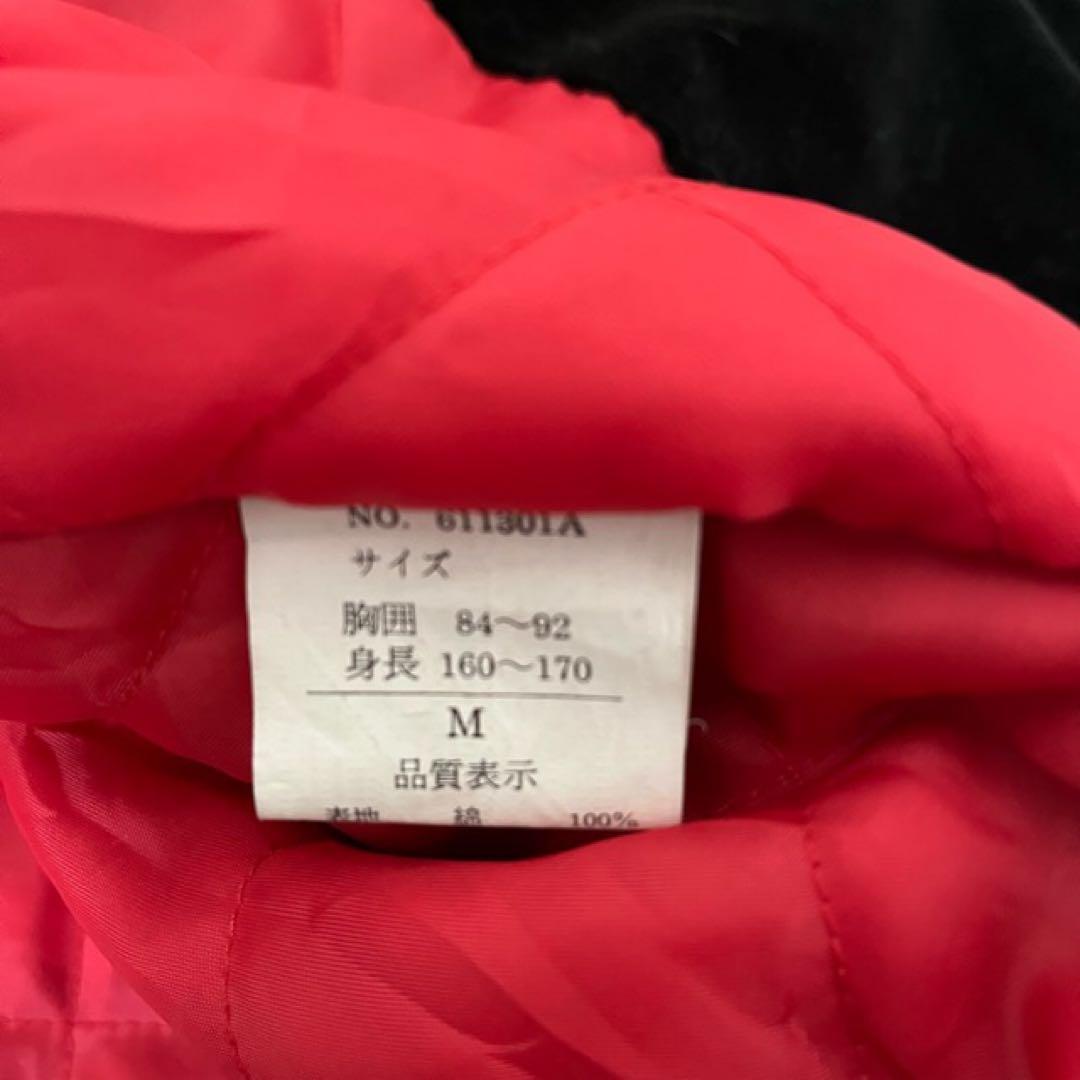 NO. 611301A
サイズ
胸囲 84〜92
身長 160〜170
M
品質表示
表地 綿 100%